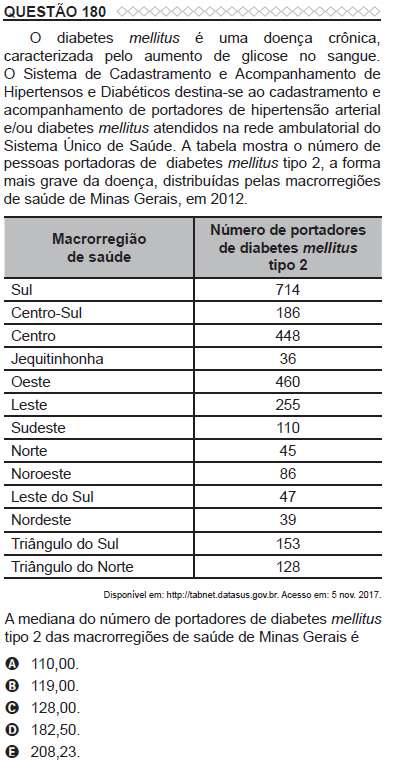 QUESTÃO 180
O diabetes mellitus é uma doença crônica,
caracterizada pelo aumento de glicose no sangue.
O Sistema de Cadastramento e Acompanhamento de
Hipertensos e Diabéticos destina-se ao cadastramento e
acompanhamento de portadores de hipertensão arterial
e/ou diabetes mellitus atendidos na rede ambulatorial do
Sistema Único de Saúde. A tabela mostra o número de
pessoas portadoras de diabetes mellitus tipo 2, a forma
mais grave da doença, distribuídas pelas macrorregiões
de saúde de Minas Gerais, em 2012.
Macrorregião
de saúde
Número de portadores
de diabetes mellitus
tipo 2
Sul 714
Centro-Sul 186
Centro 448
Jequitinhonha 36
Oeste 460
Leste 255
Sudeste 110
Norte 45
Noroeste 86
Leste do Sul 47
Nordeste 39
Triângulo do Sul 153
Triângulo do Norte 128
Disponível em: http://tabnet.datasus.gov.br. Acesso em: 5 nov. 2017.
A mediana do número de portadores de diabetes mellitus
tipo 2 das macrorregiões de saúde de Minas Gerais é
A 110,00.
B 119,00.
C 128,00.
D 182,50.
E 208,23.